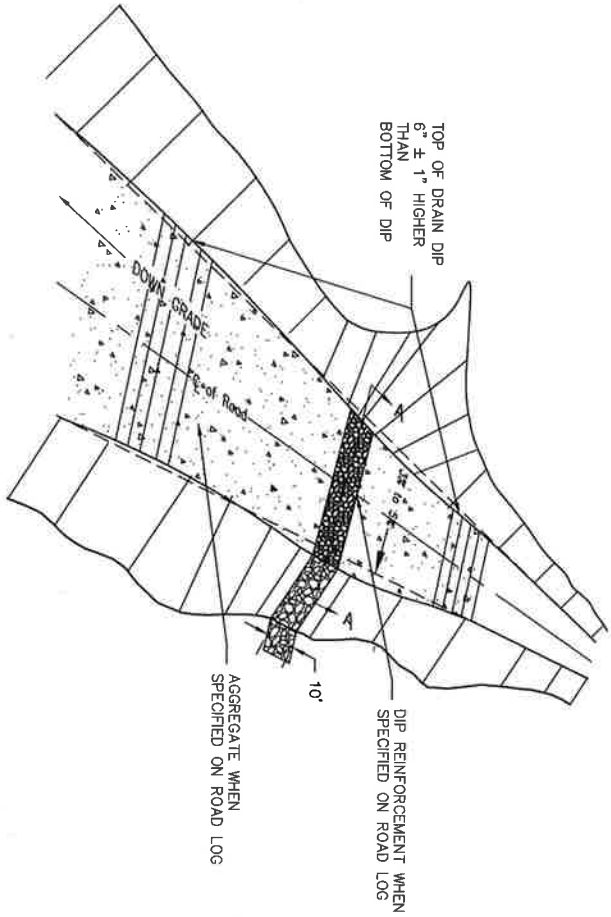 TOP OF DRAIN DIP
6" ± 1" HIGHER
THAN
BOTTOM OF DIP
DOWN GRADE
℄ of Road
A
A
10'
DIP REINFORCEMENT WHEN
SPECIFIED ON ROAD LOG
AGGREGATE WHEN
SPECIFIED ON ROAD LOG